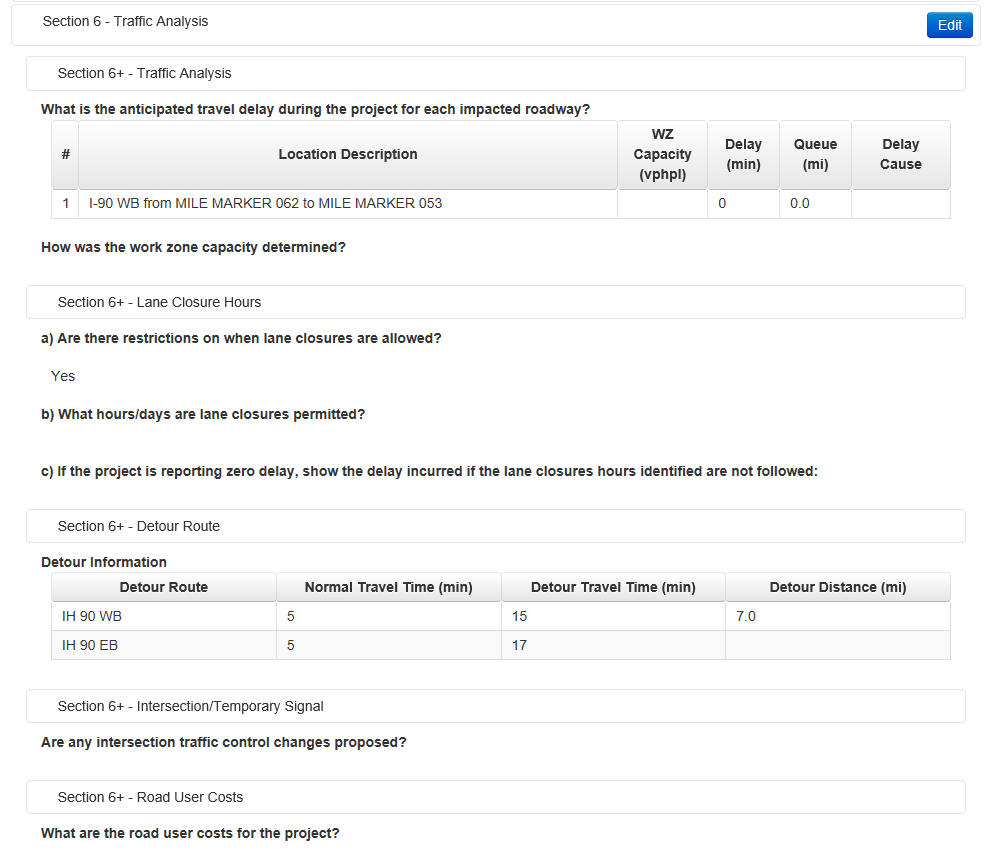 Section 6 - Traffic Analysis
Edit
Section 6+ - Traffic Analysis
What is the anticipated travel delay during the project for each impacted roadway?
# Location Description WZ Capacity (vphpl) Delay (min) Queue (mi) Delay Cause
1 I-90 WB from MILE MARKER 062 to MILE MARKER 053 0 0.0
How was the work zone capacity determined?
Section 6+ - Lane Closure Hours
a) Are there restrictions on when lane closures are allowed?
Yes
b) What hours/days are lane closures permitted?
c) If the project is reporting zero delay, show the delay incurred if the lane closures hours identified are not followed:
Section 6+ - Detour Route
Detour Information
Detour Route Normal Travel Time (min) Detour Travel Time (min) Detour Distance (mi)
IH 90 WB 5 15 7.0
IH 90 EB 5 17
Section 6+ - Intersection/Temporary Signal
Are any intersection traffic control changes proposed?
Section 6+ - Road User Costs
What are the road user costs for the project?